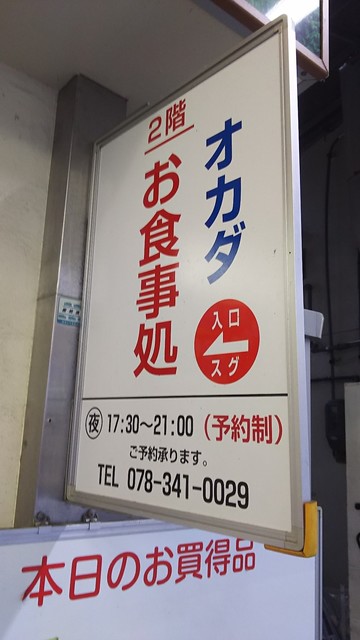 オカダ
2階
お食事処
入口
スグ
夜 17:30〜21:00(予約制)
ご予約承ります。
TEL 078-341-0029
本日のお買得品